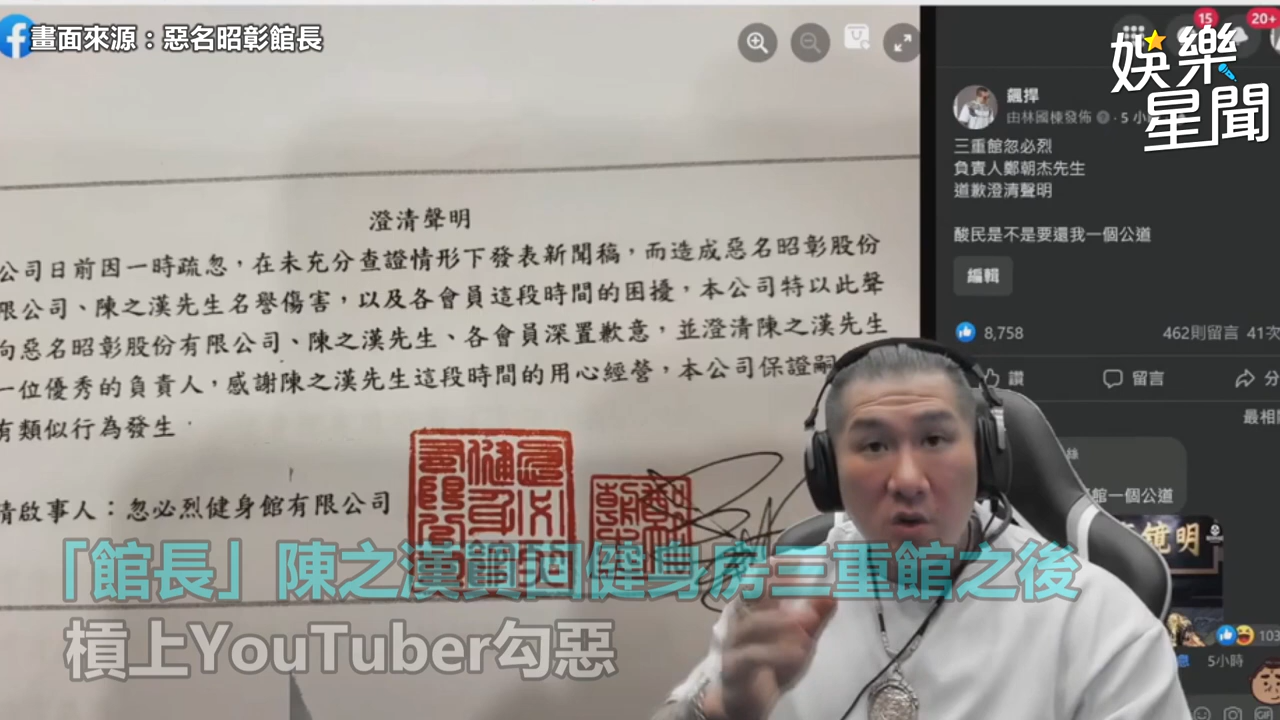 畫面來源：惡名昭彰館長
15
20+
娛樂
星聞
飆捍
由林國棟發佈
5 小
三重館忽必烈
負責人鄭朝杰先生
道歉澄清聲明
酸民是不是要還我一個公道
編輯
8,758
462則留言 41次
讚
留言
分
最相
絲
館一個公道
鏡明
103
5小時
澄清聲明
公司日前因一時疏忽，在未充分查證情形下發表新聞稿，而造成惡名昭彰股份
限公司、陳之漢先生名譽傷害，以及各會員這段時間的困擾，本公司特以此聲
向惡名昭彰股份有限公司、陳之漢先生、各會員深置歉意，並澄清陳之漢先生
一位優秀的負責人，感謝陳之漢先生這段時間的用心經營，本公司保證嗣
有類似行為發生．
啟事人：忽必烈健身館有限公司
「館長」陳之漢買回健身房三重館之後
槓上YouTuber勾惡